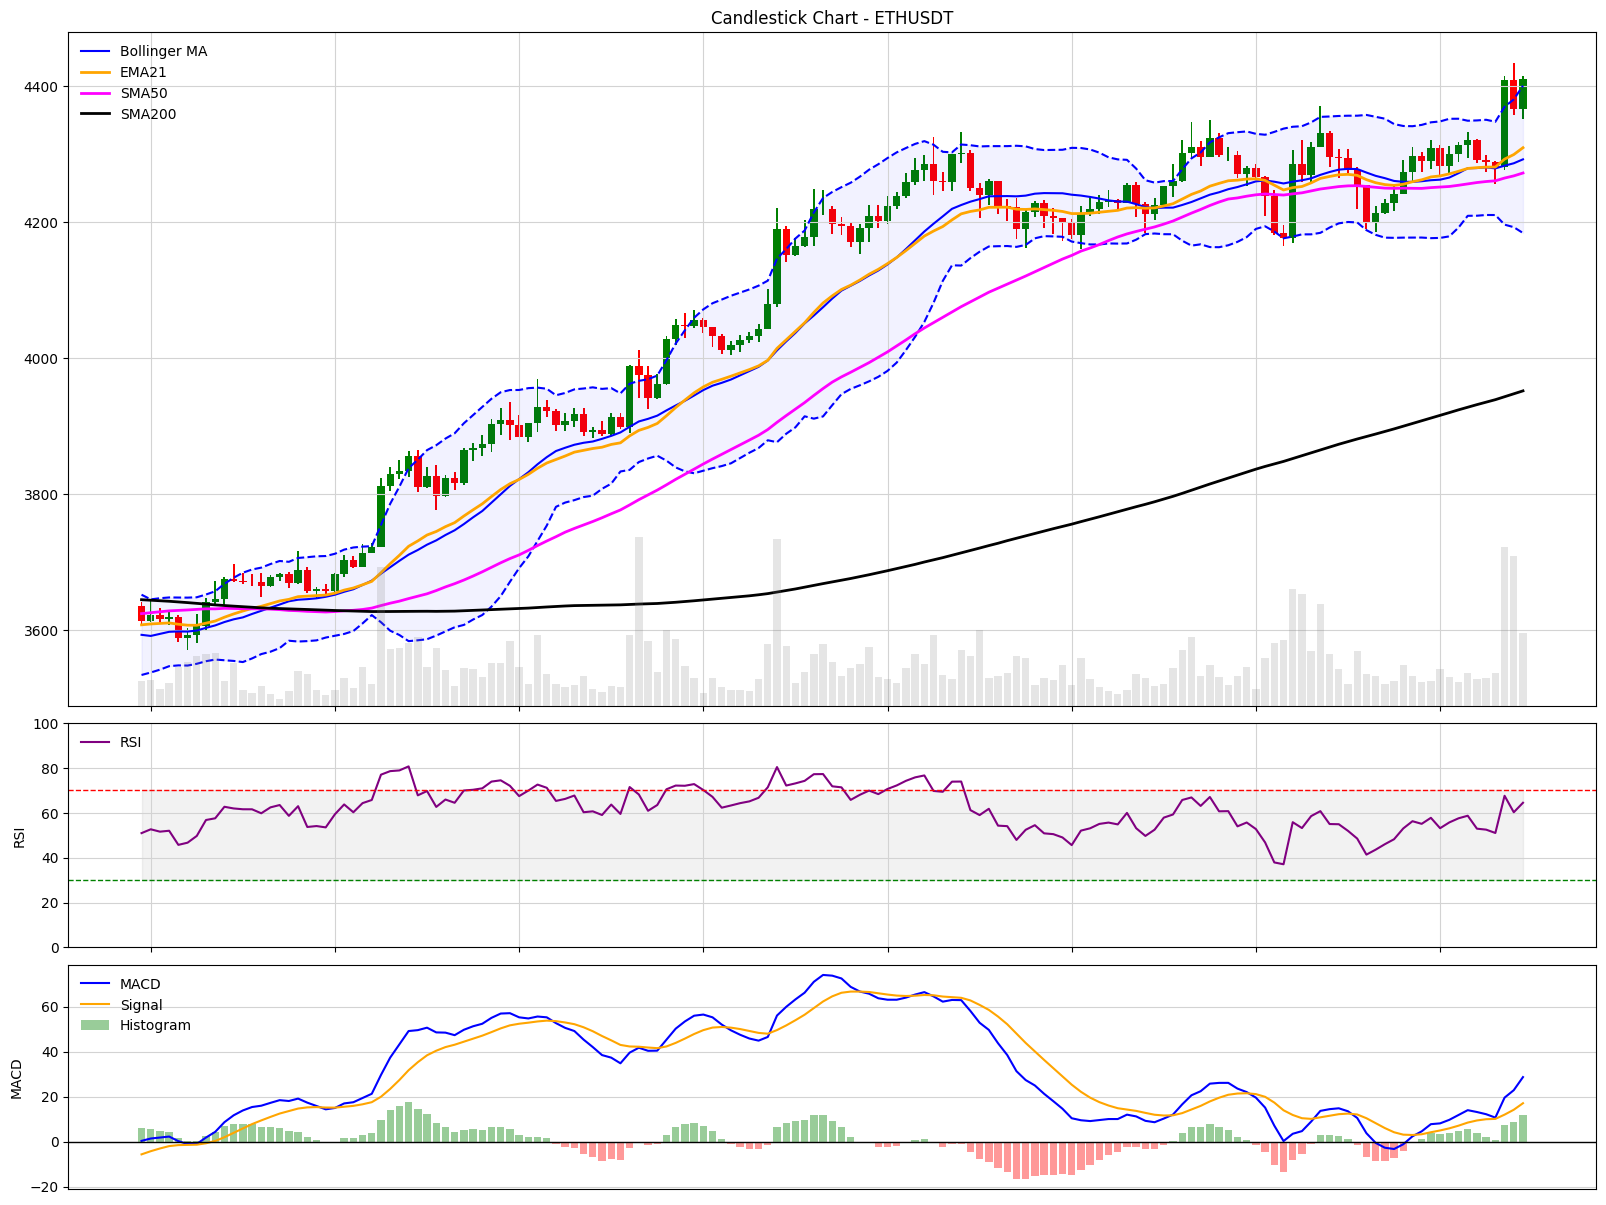 Candlestick Chart - ETHUSDT
Bollinger MA
EMA21
SMA50
SMA200
4400
4200
4000
3800
3600
RSI
100
80
60
40
20
0
RSI
MACD
Signal
Histogram
60
40
20
0
−20
MACD